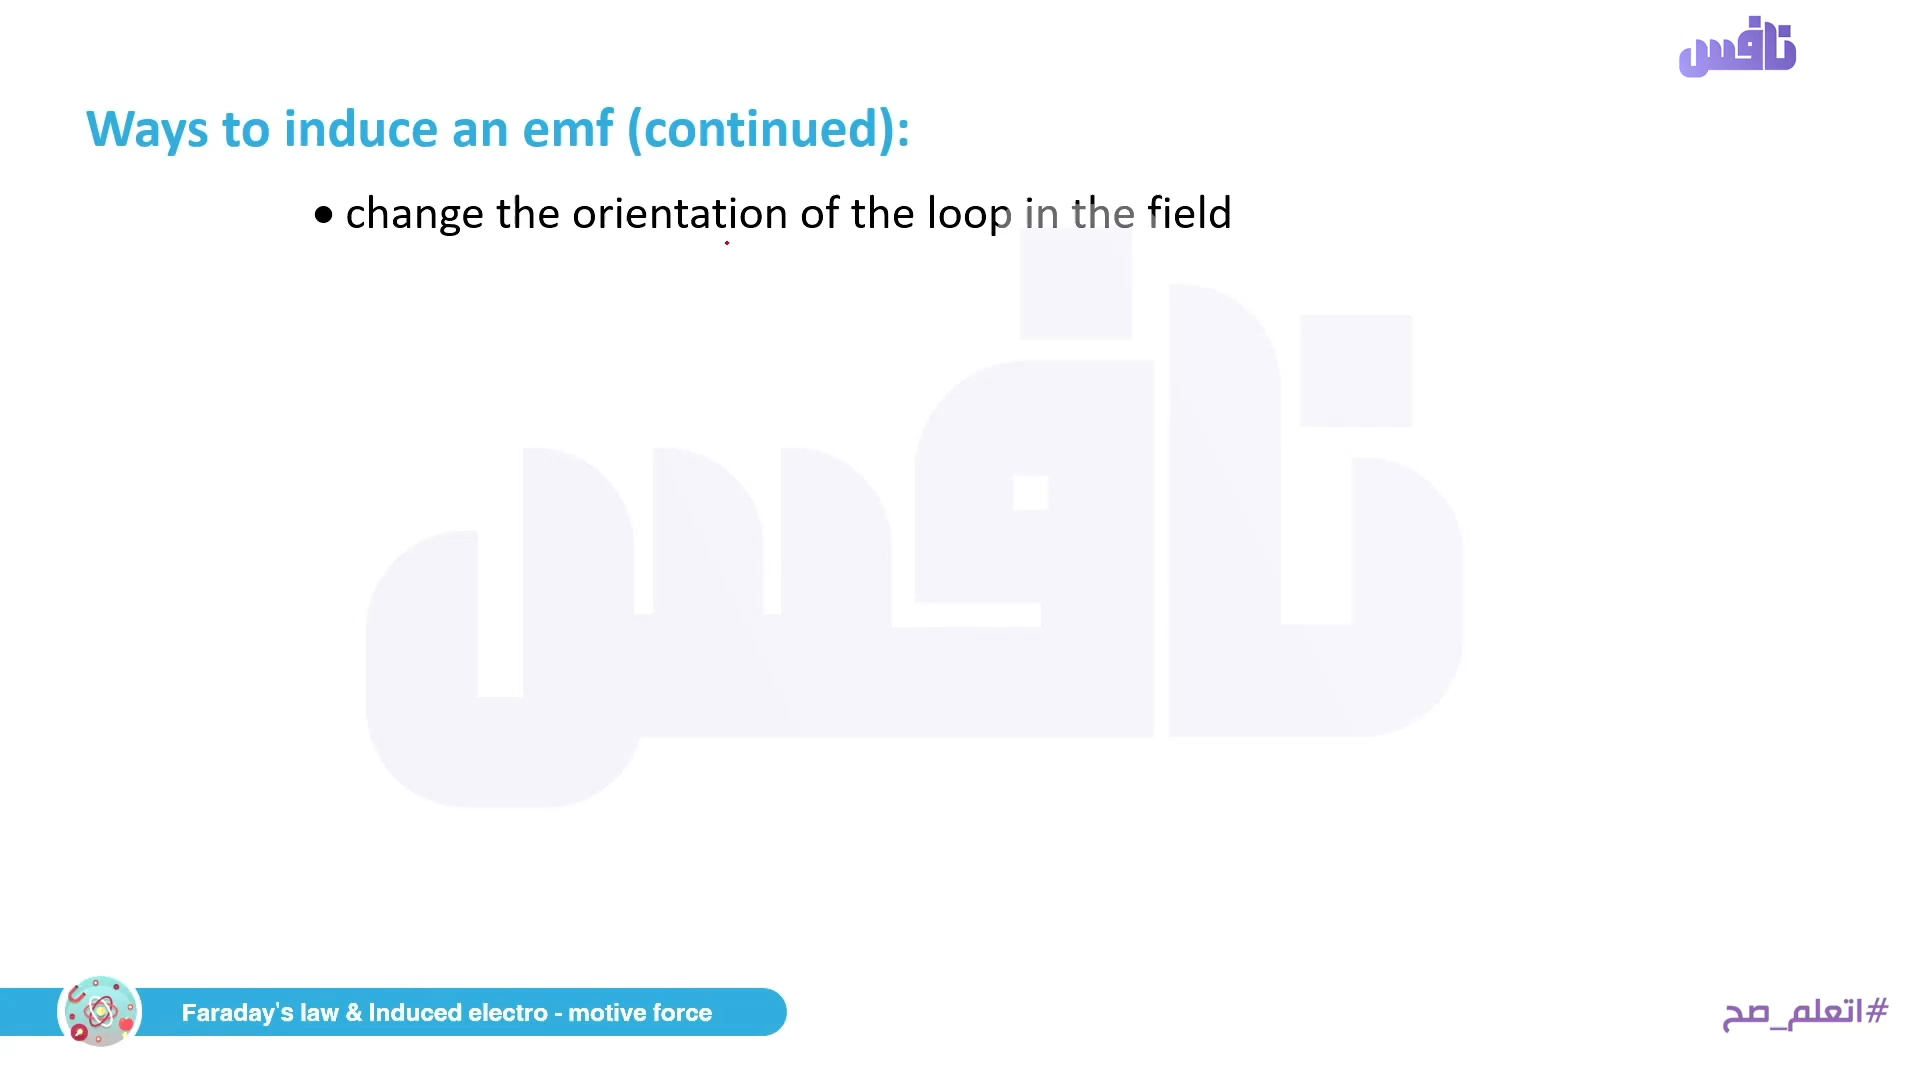 نافس
Ways to induce an emf (continued):
• change the orientation of the loop in the field
نافس
Faraday's law & Induced electro - motive force
#اتعلم_صح